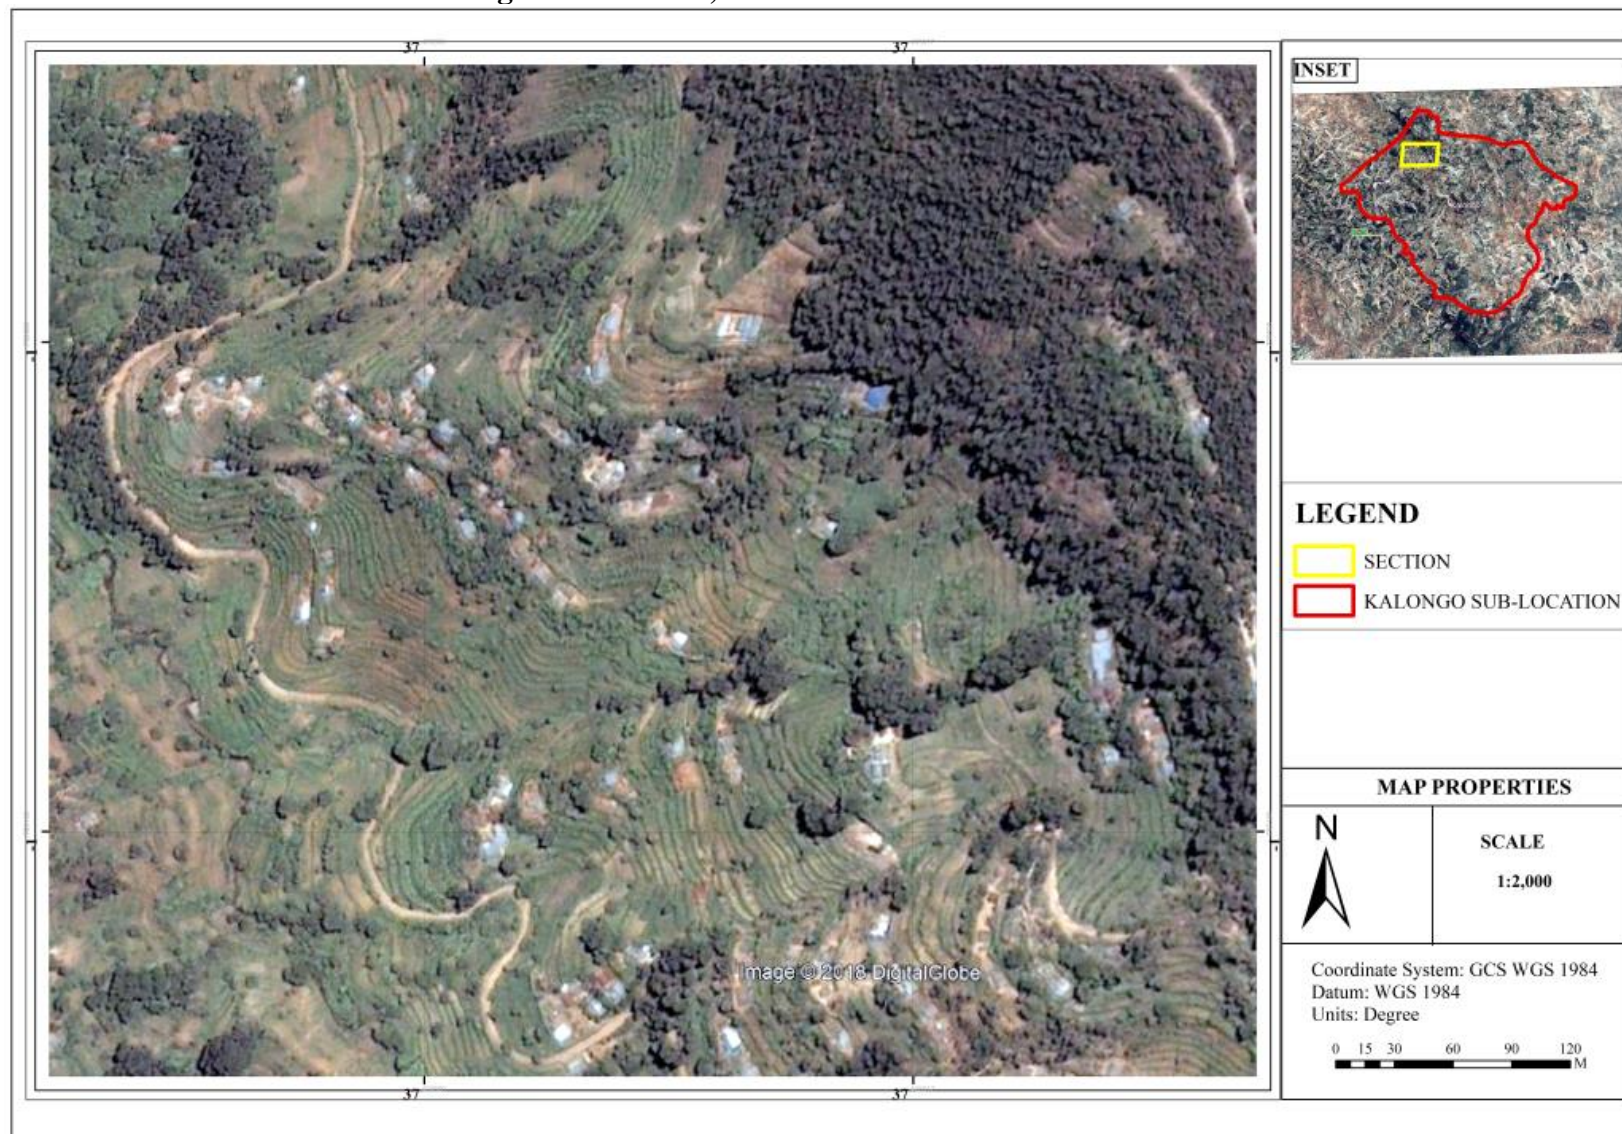 37
37
INSET
LEGEND
SECTION
KALONGO SUB-LOCATION
MAP PROPERTIES
N
SCALE
1:2,000
Image © 2018 DigitalGlobe
Coordinate System: GCS WGS 1984
Datum: WGS 1984
Units: Degree
0 15 30 60 90 120
M
37
37